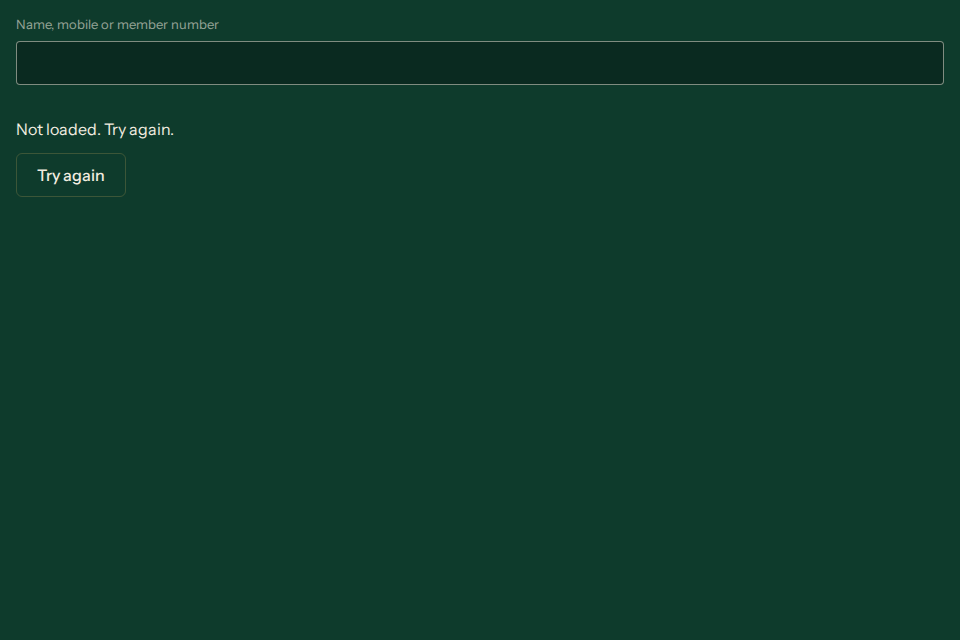 Name, mobile or member number
Not loaded. Try again.
Try again